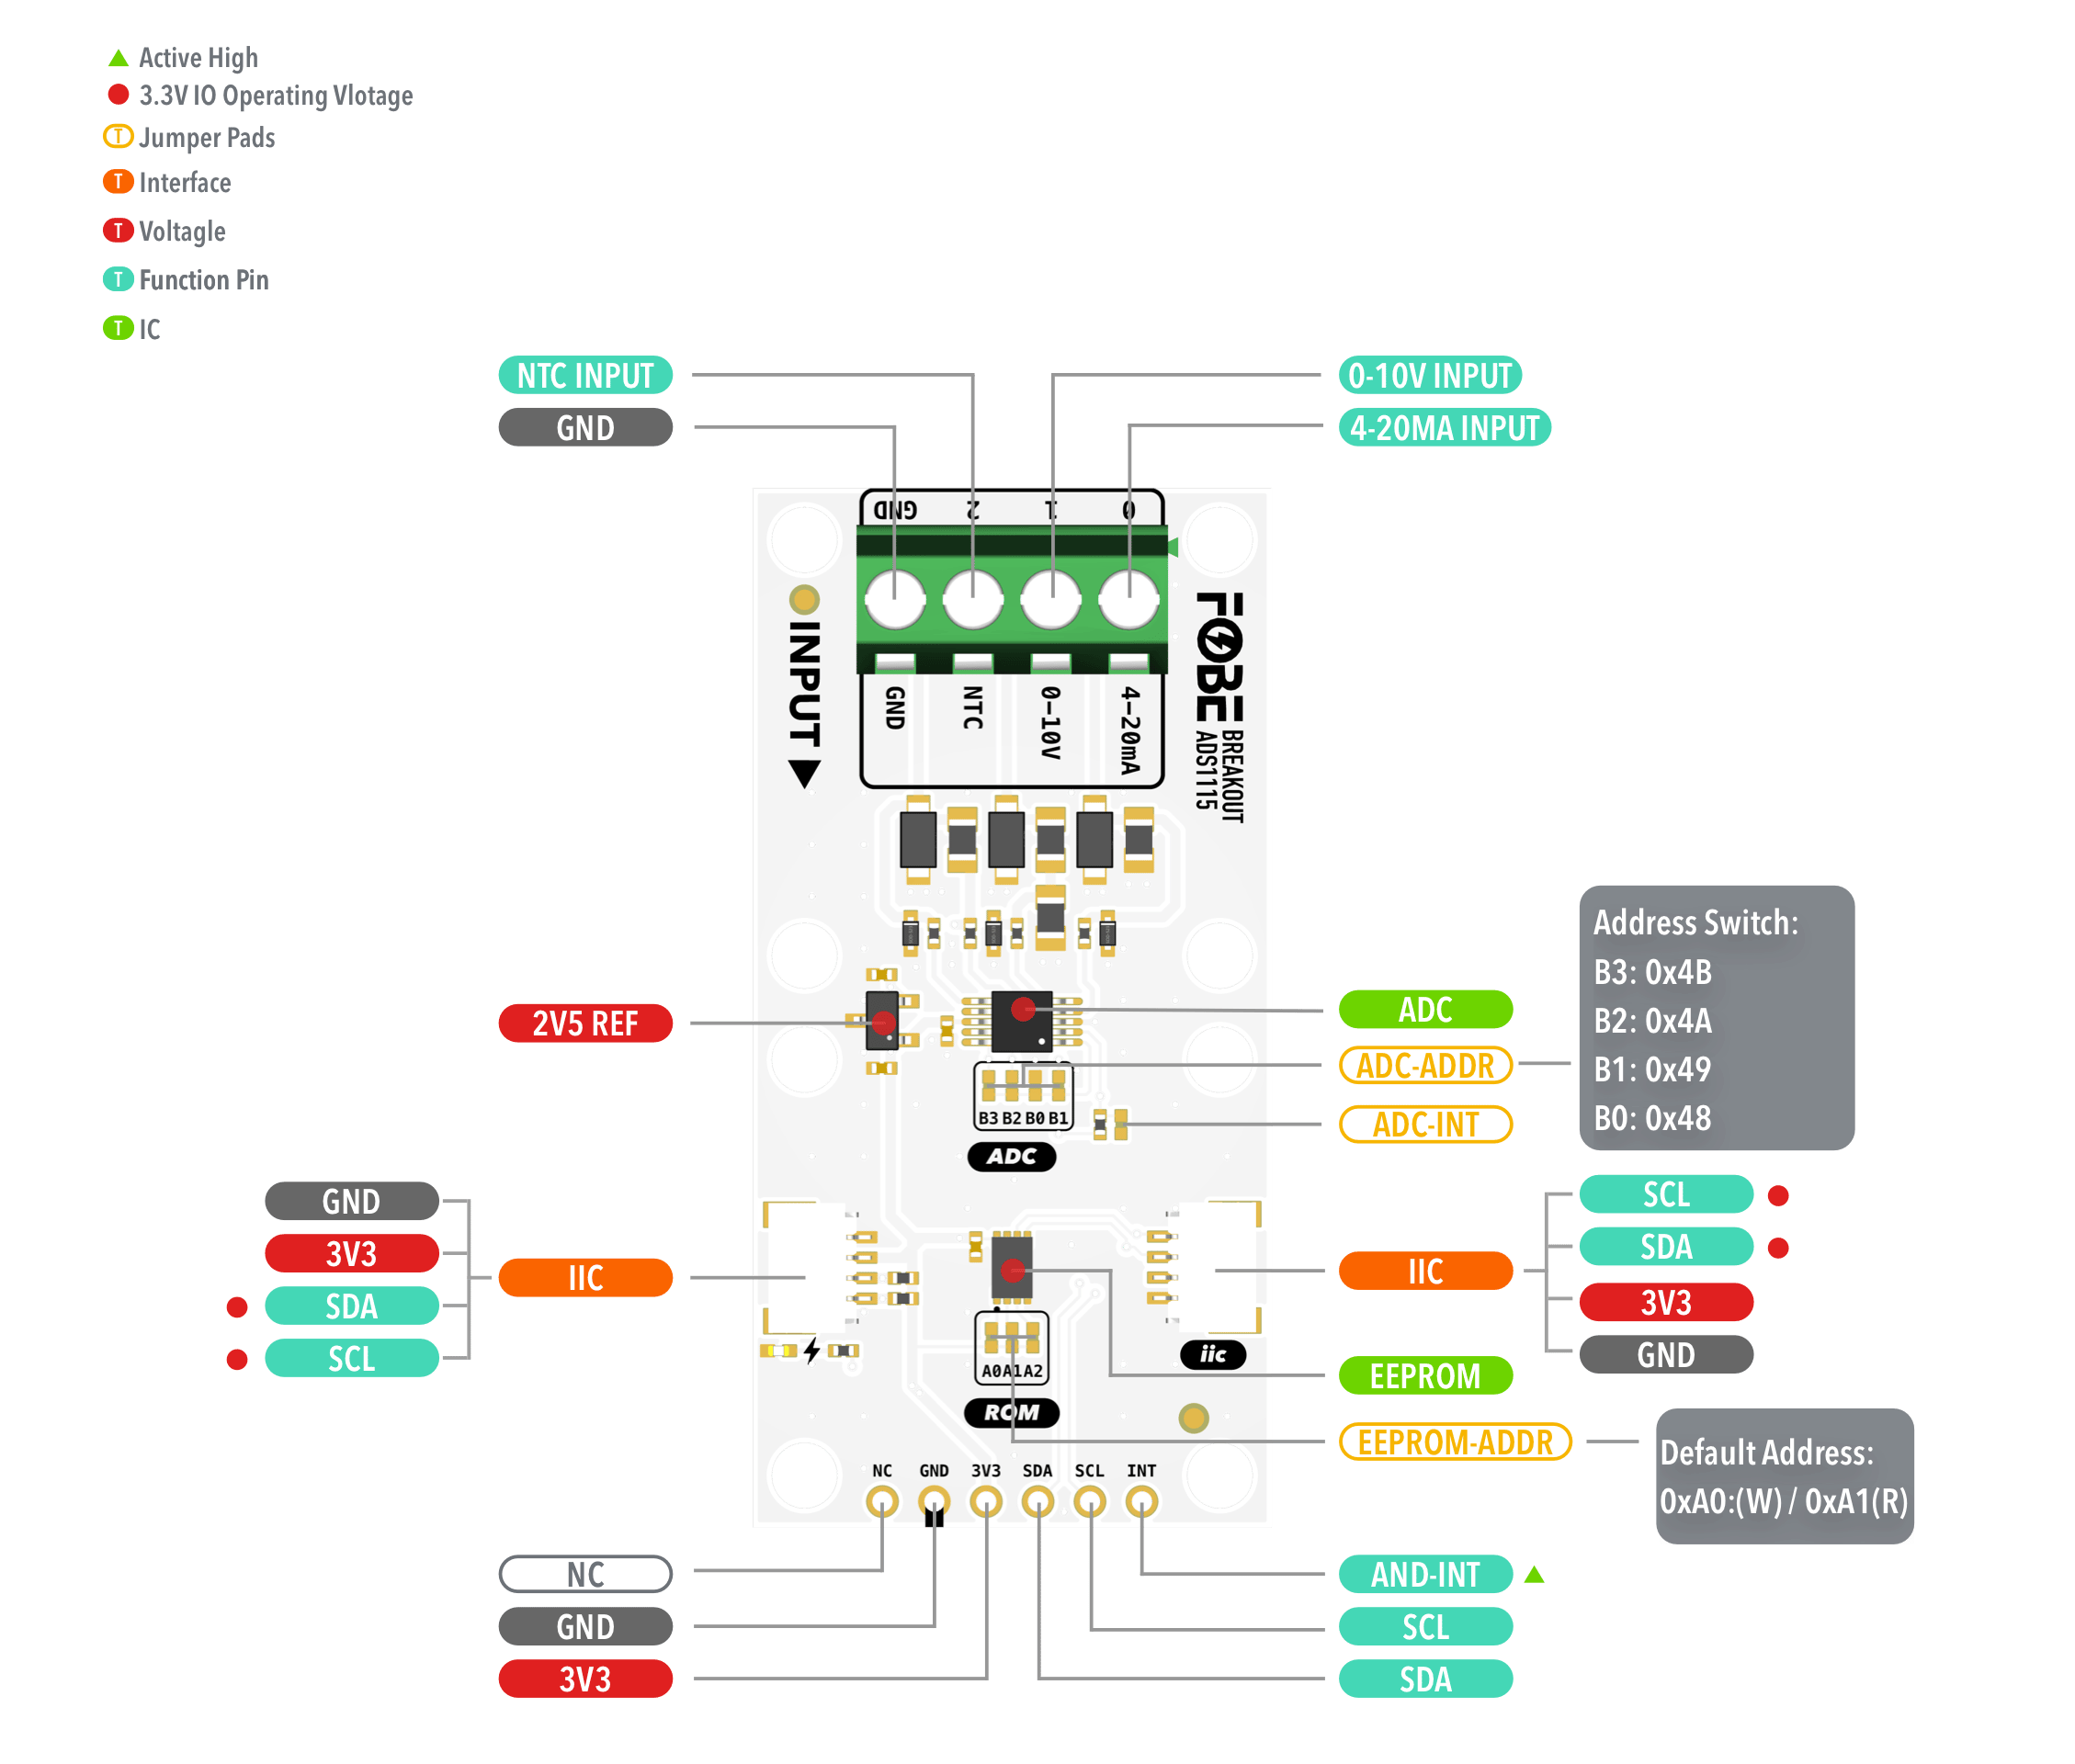 Active High
3.3V IO Operating Vlotage
T Jumper Pads
T Interface
T Voltagle
T Function Pin
T IC
NTC INPUT
0-10V INPUT
GND
4-20MA INPUT
GND 2 1 0
INPUT
GND NTC 0-10V 4-20mA
FOBE
BREAKOUT
ADS1115
2V5 REF
ADC
ADC-ADDR
ADC-INT
Address Switch:
B3: 0x4B
B2: 0x4A
B1: 0x49
B0: 0x48
B3 B2 B0 B1
ADC
GND
3V3
SDA
SCL
IIC
IIC
SCL
SDA
3V3
GND
iic
A0 A1 A2
ROM
EEPROM
EEPROM-ADDR
Default Address:
0xA0:(W) / 0xA1(R)
NC GND 3V3 SDA SCL INT
NC
GND
3V3
AND-INT
SCL
SDA